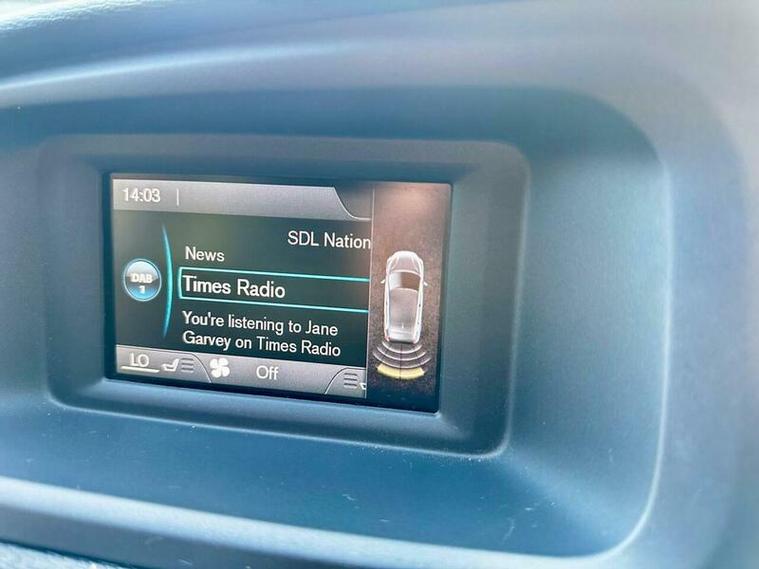 14:03
SDL Nation
News
DAB
1
Times Radio
You're listening to Jane
Garvey on Times Radio
LO
Off